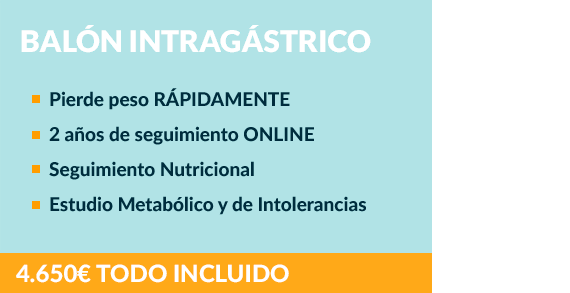 BALÓN INTRAGÁSTRICO
Pierde peso RÁPIDAMENTE
2 años de seguimiento ONLINE
Seguimiento Nutricional
Estudio Metabólico y de Intolerancias
4.650€ TODO INCLUIDO